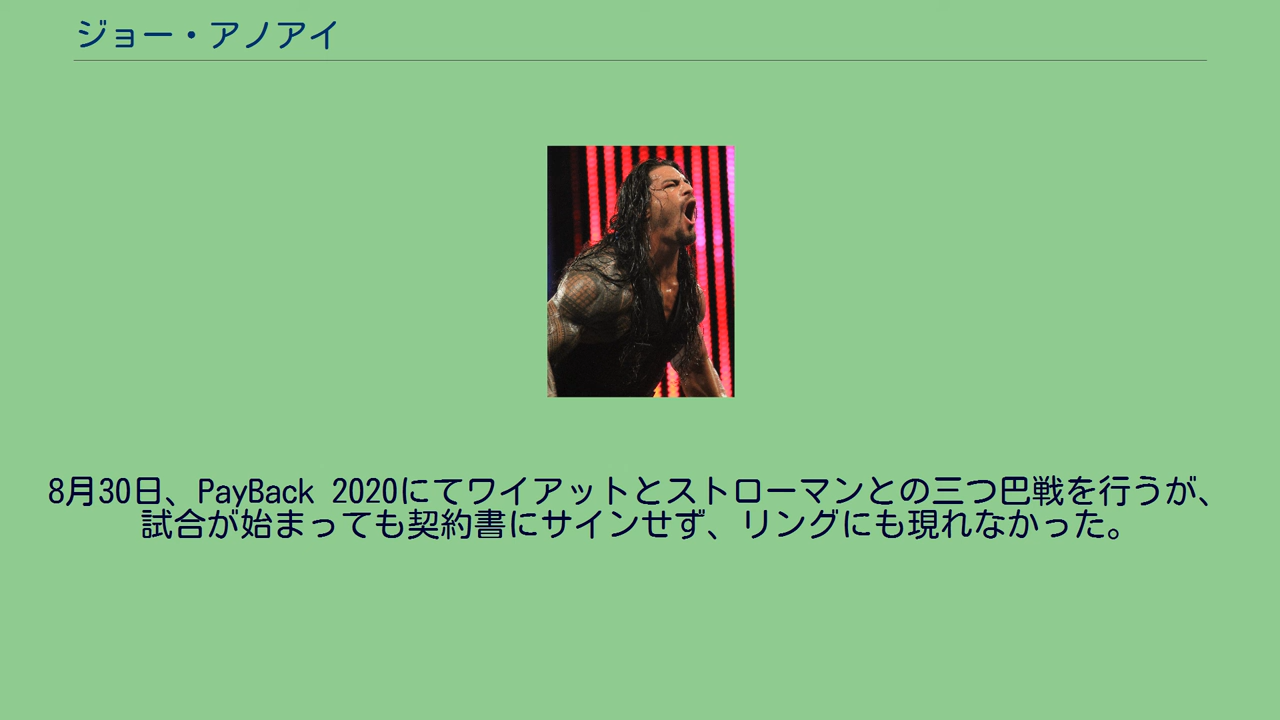 ジョー・アノアイ
8月30日、PayBack 2020にてワイアットとストローマンとの三つ巴戦を行うが、
試合が始まっても契約書にサインせず、リングにも現れなかった。